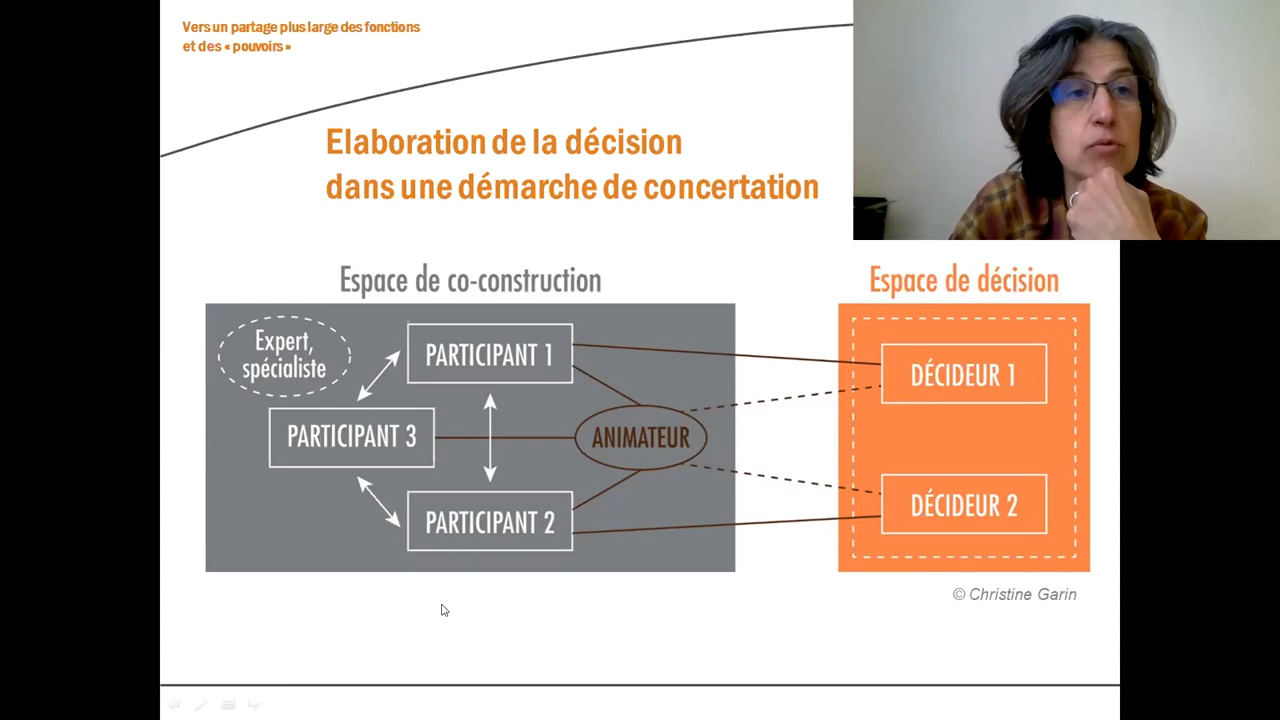 Vers un partage plus large des fonctions
et des « pouvoirs »
Elaboration de la décision
dans une démarche de concertation
Espace de co-construction
Espace de décision
Expert,
spécialiste
PARTICIPANT 1
PARTICIPANT 3
ANIMATEUR
PARTICIPANT 2
DÉCIDEUR 1
DÉCIDEUR 2
© Christine Garin